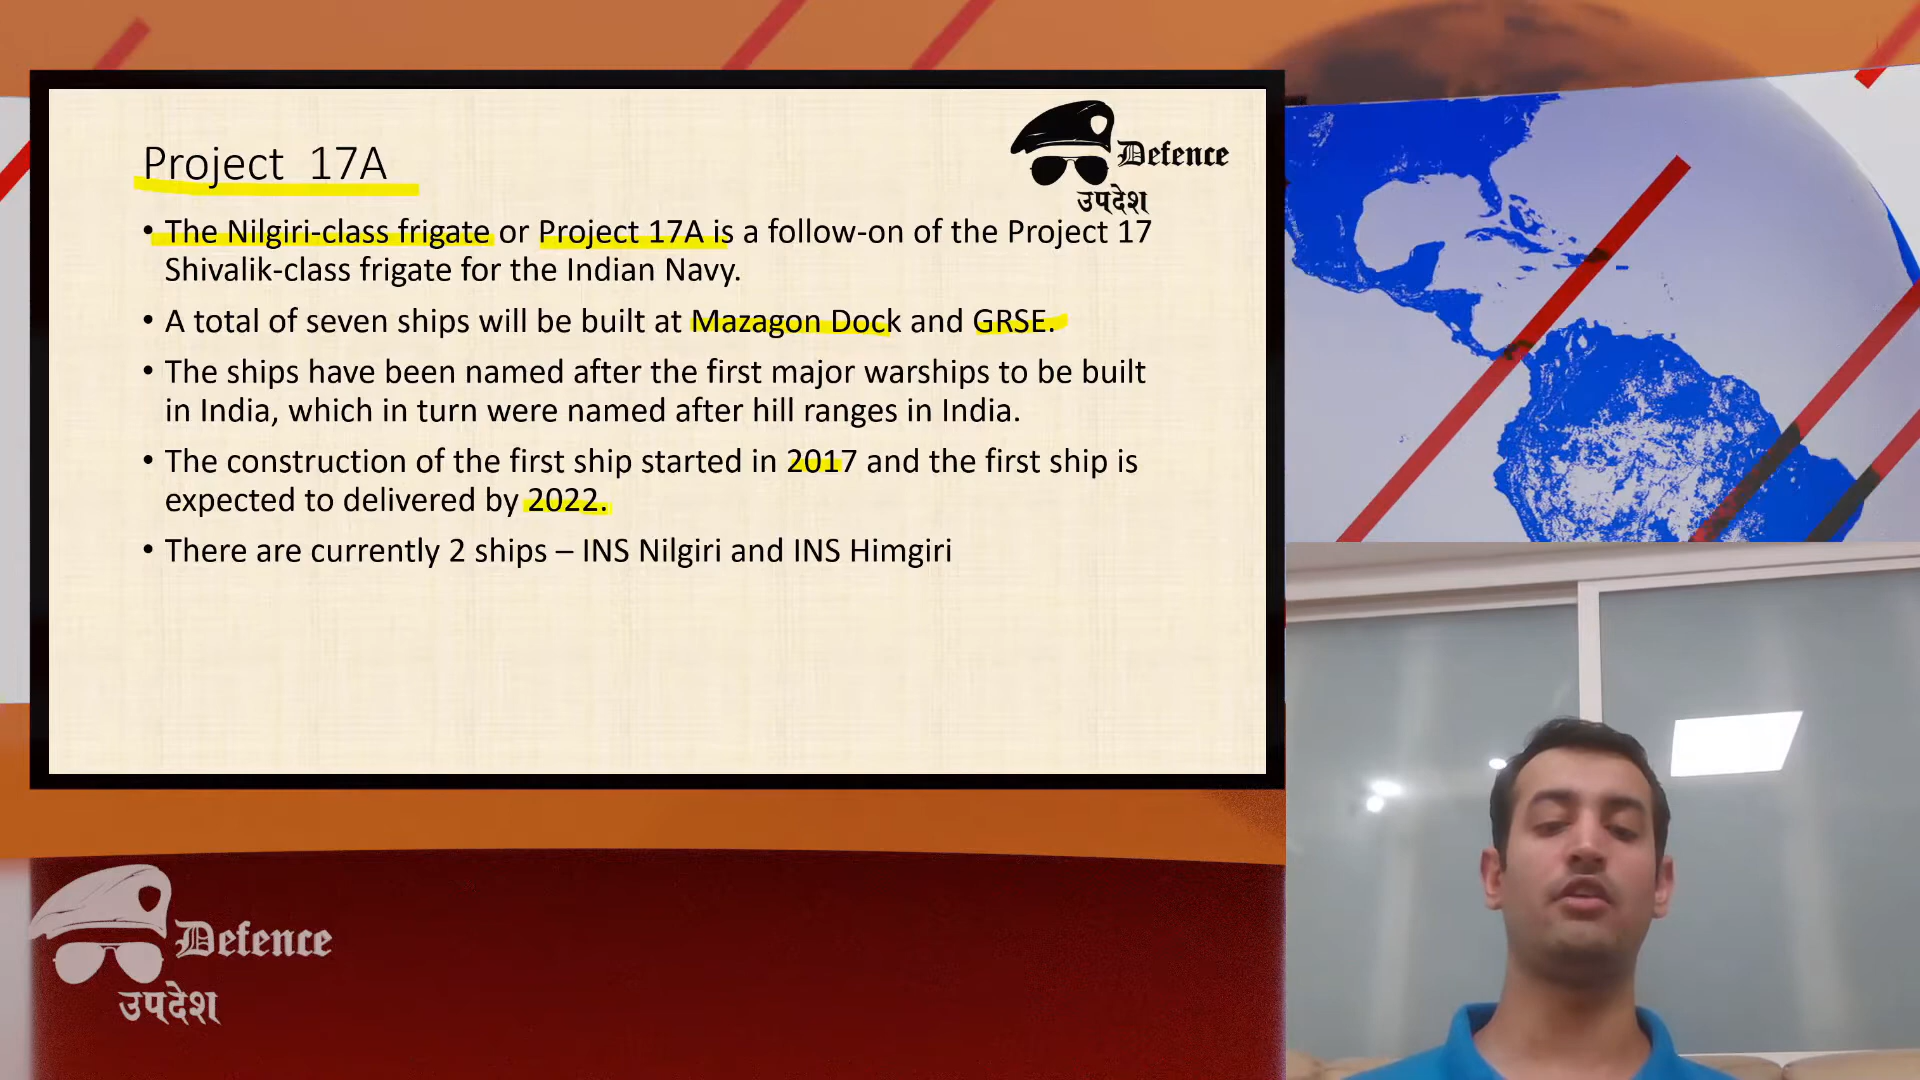 Project 17A
Defence
उपदेश
• The Nilgiri-class frigate or Project 17A is a follow-on of the Project 17
Shivalik-class frigate for the Indian Navy.
• A total of seven ships will be built at Mazagon Dock and GRSE.
• The ships have been named after the first major warships to be built
in India, which in turn were named after hill ranges in India.
• The construction of the first ship started in 2017 and the first ship is
expected to delivered by 2022.
• There are currently 2 ships – INS Nilgiri and INS Himgiri
Defence
उपदेश